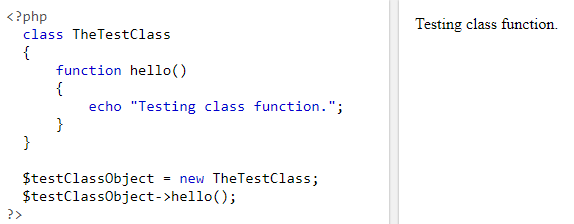 <?php
class TheTestClass
{
function hello()
{
echo "Testing class function.";
}
}
$testClassObject = new TheTestClass;
$testClassObject->hello();
?>
Testing class function.